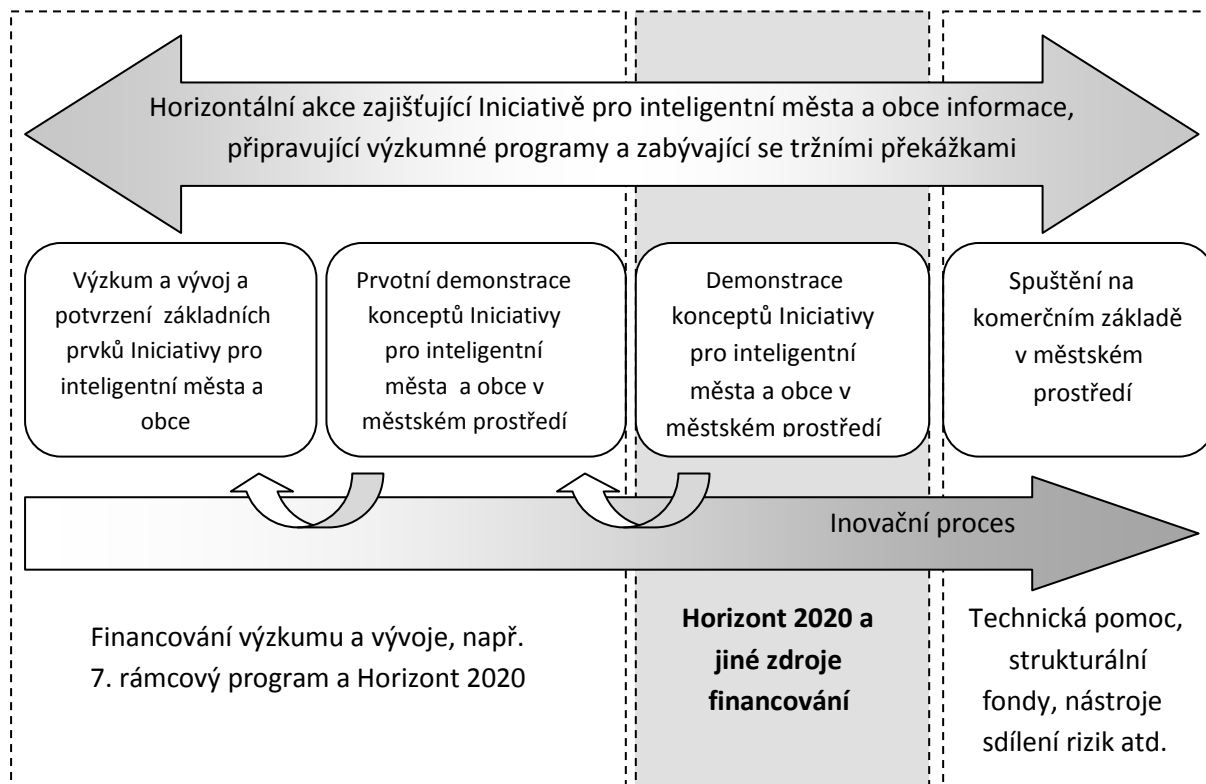 Horizontální akce zajišťující Iniciativě pro inteligentní města a obce informace,
připravující výzkumné programy a zabývající se tržními překážkami
Výzkum a vývoj a
potvrzení základních
prvků Iniciativy pro
inteligentní města a
obce
Prvotní demonstrace
konceptů Iniciativy
pro inteligentní
města a obce v
městském prostředí
Demonstrace
konceptů Iniciativy
pro inteligentní
města a obce v
městském prostředí
Spuštění na
komerčním základě
v městském
prostředí
Inovační proces
Financování výzkumu a vývoje, např.
7. rámcový program a Horizont 2020
Horizont 2020 a
jiné zdroje
financování
Technická pomoc,
strukturální
fondy, nástroje
sdílení rizik atd.